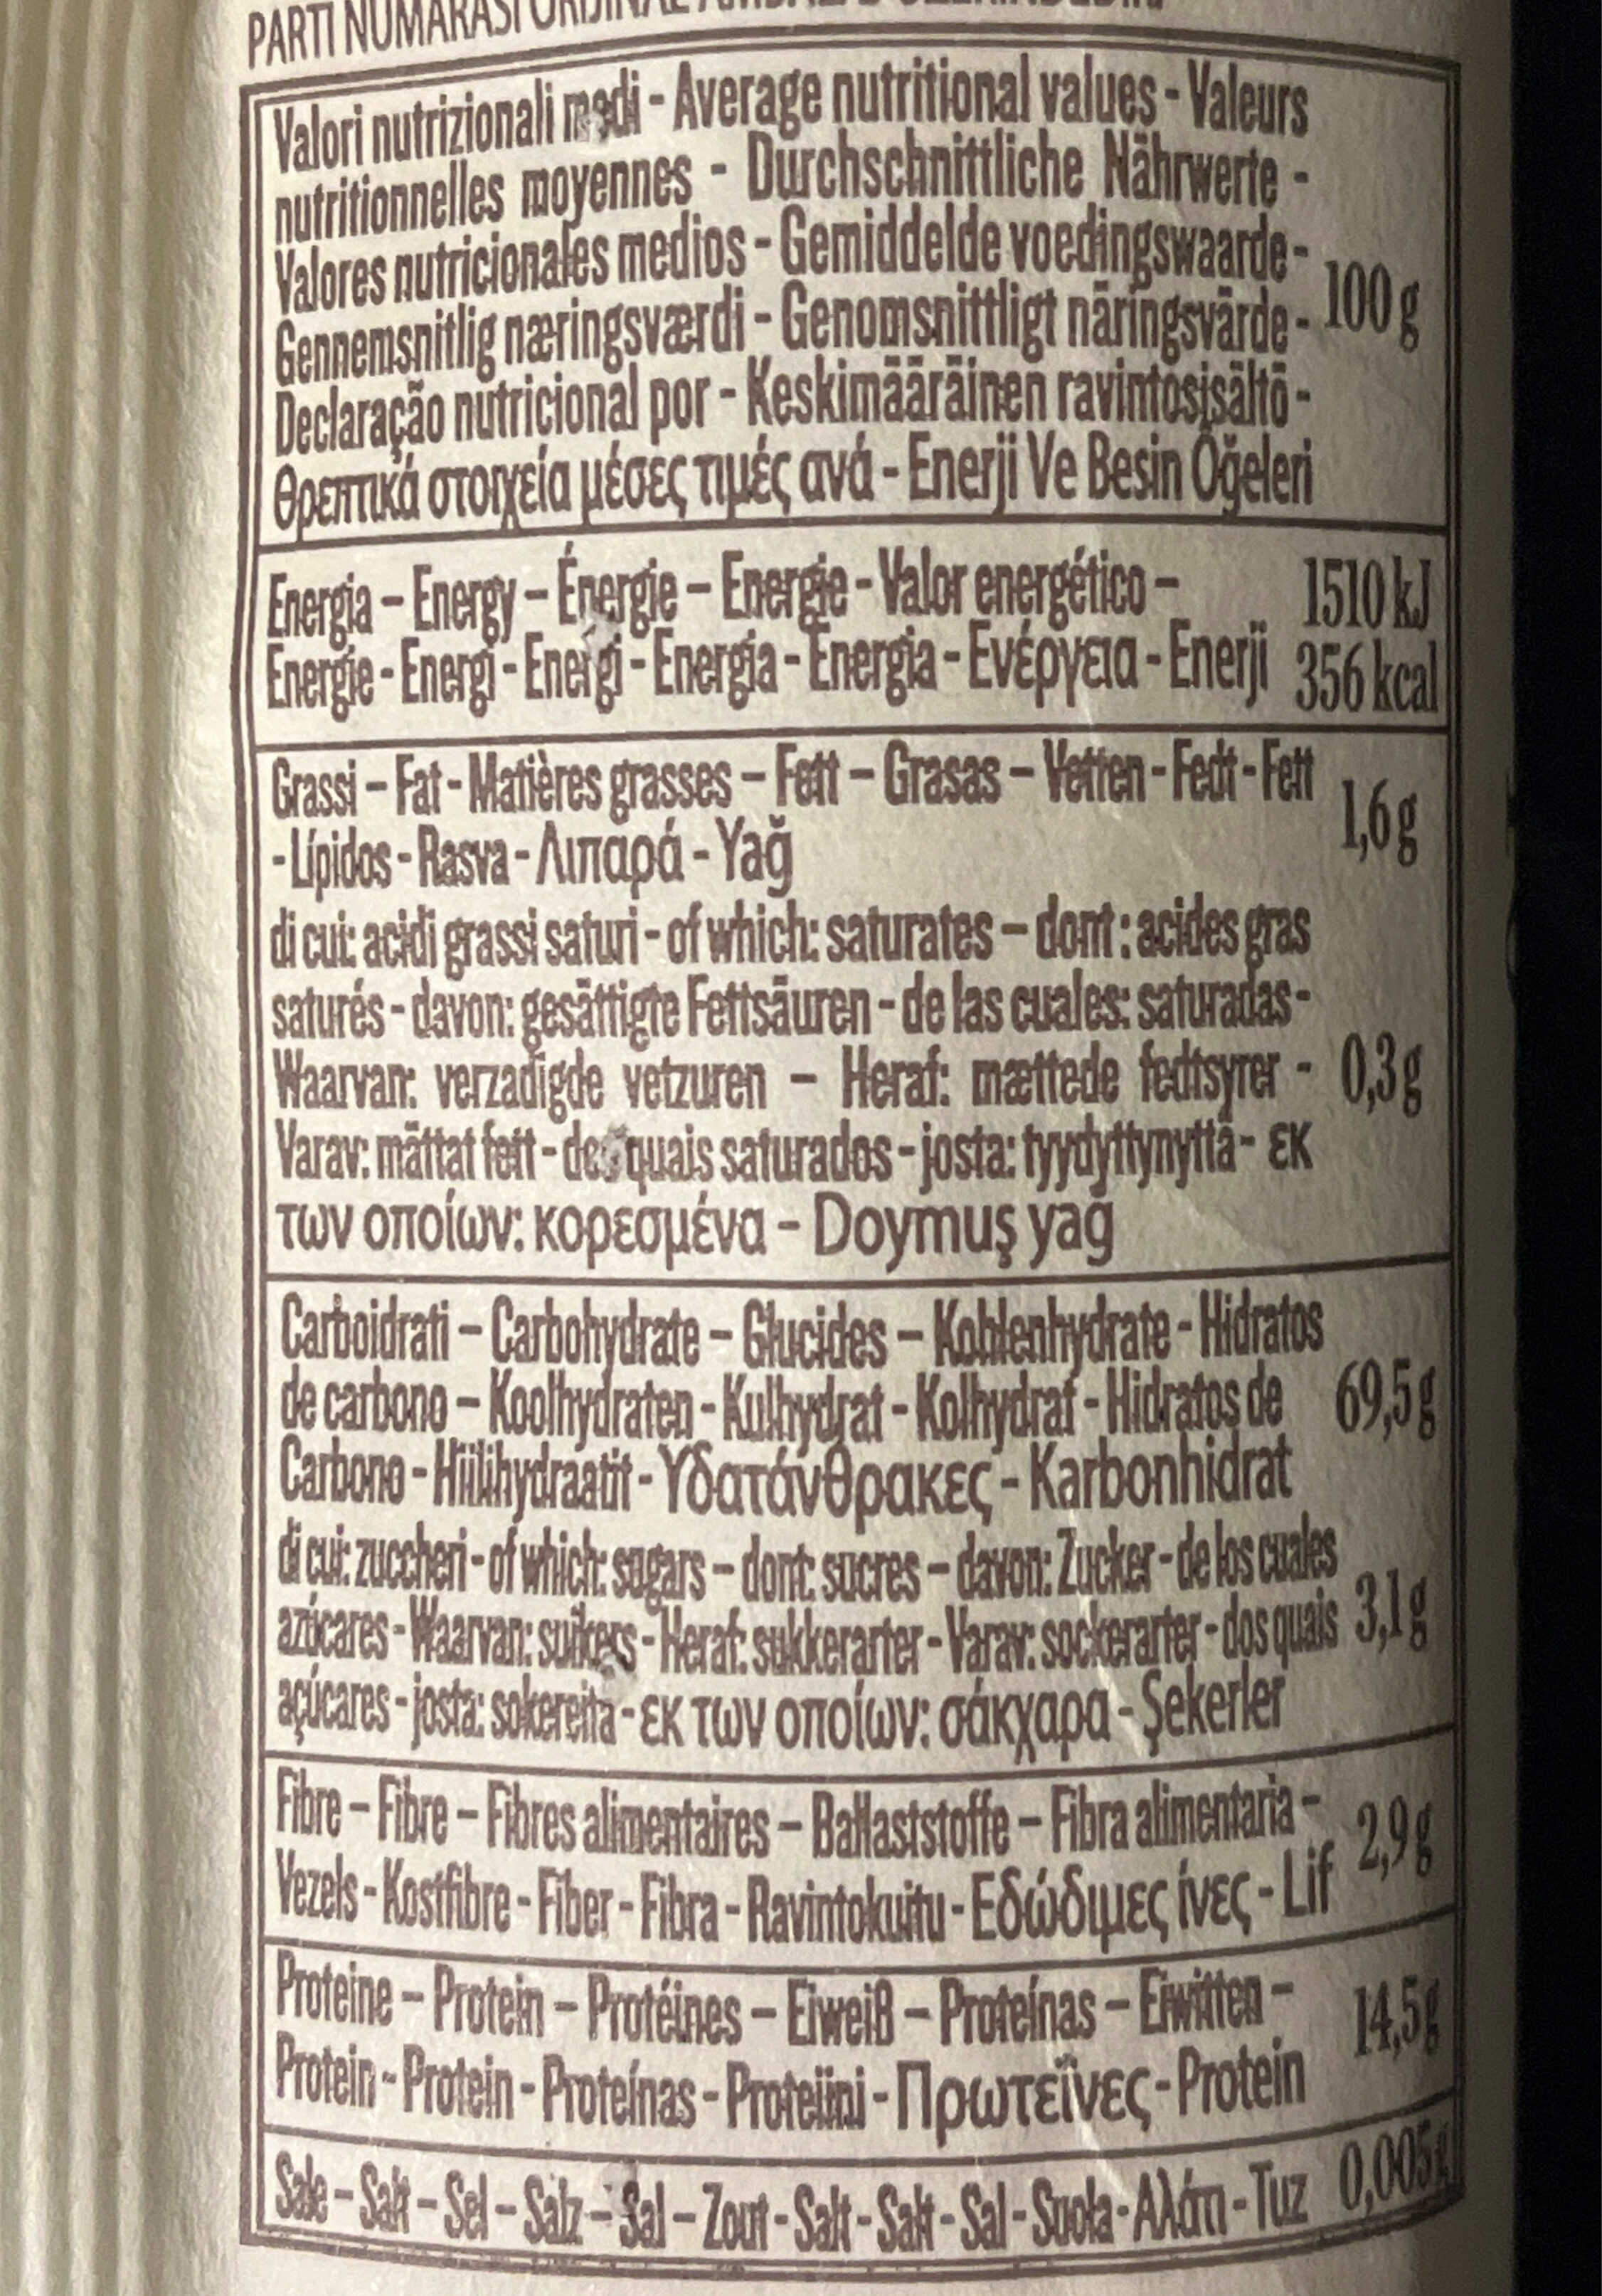 PARTI NUMARASI ORİJİNAL
Valori nutrizionali medi - Average nutritional values - Valeurs
nutritionnelles moyennes - Durchschnittliche Nährwerte -
Valores nutricionales medios - Gemiddelde voedingswaarde -
Gennemsnitlig næringsværdi - Genomsnittligt näringsvärde -
100 g
Declaração nutricional por - Keskimääräinen ravintosisältö -
Θρεπτικά στοιχεία μέσες τιμές ανά - Enerji Ve Besin Öğeleri
Energia – Energy – Énergie – Energie - Valor energético – 1510 kJ
Energie - Energi - Energi - Energia - Energia - Ενέργεια - Enerji 356 kcal
Grassi – Fat - Matières grasses – Fett – Grasas – Vetten - Fedt - Fett
1,6 g
- Lípidos - Rasva - Λιπαρά - Yağ
di cui: acidi grassi saturi - of which: saturates – dont : acides gras
saturés - davon: gesättigte Fettsäuren - de las cuales: saturadas -
Waarvan: verzadigde vetzuren – Heraf: mættede fedtsyrer - 0,3 g
Varav: mättat fett - dos quais saturados - josta: tyydyttynyttä - εκ
των οποίων: κορεσμένα - Doymuş yağ
Carboidrati – Carbohydrate – Glucides – Kohlenhydrate - Hidratos
de carbono – Koolhydraten - Kulhydrat - Kolhydrat - Hidratos de 69,5 g
Carbono - Hiilihydraatit - Υδατάνθρακες - Karbonhidrat
di cui: zuccheri - of which: sugars – dont: sucres – davon: Zucker - de los cuales
azúcares - Waarvan: suikers - Heraf: sukkerarter - Varav: sockerarter - dos quais 3,1 g
açúcares - josta: sokereita - εκ των οποίων: σάκχαρα - Şekerler
Fibre – Fibre – Fibres alimentaires – Ballaststoffe – Fibra alimentaria – 2,9 g
Vezels - Kostfibre - Fiber - Fibra - Ravintokuitu - Εδώδιμες ίνες - Lif
Proteine – Protein – Protéines – Eiweiß – Proteínas – Eiwitten – 14,5 g
Protein - Protein - Proteínas - Proteiini - Πρωτεΐνες - Protein
Sale – Salt – Sel – Salz – Sal – Zout - Salt - Salt - Sal - Suola - Αλάτι - Tuz 0,005 g